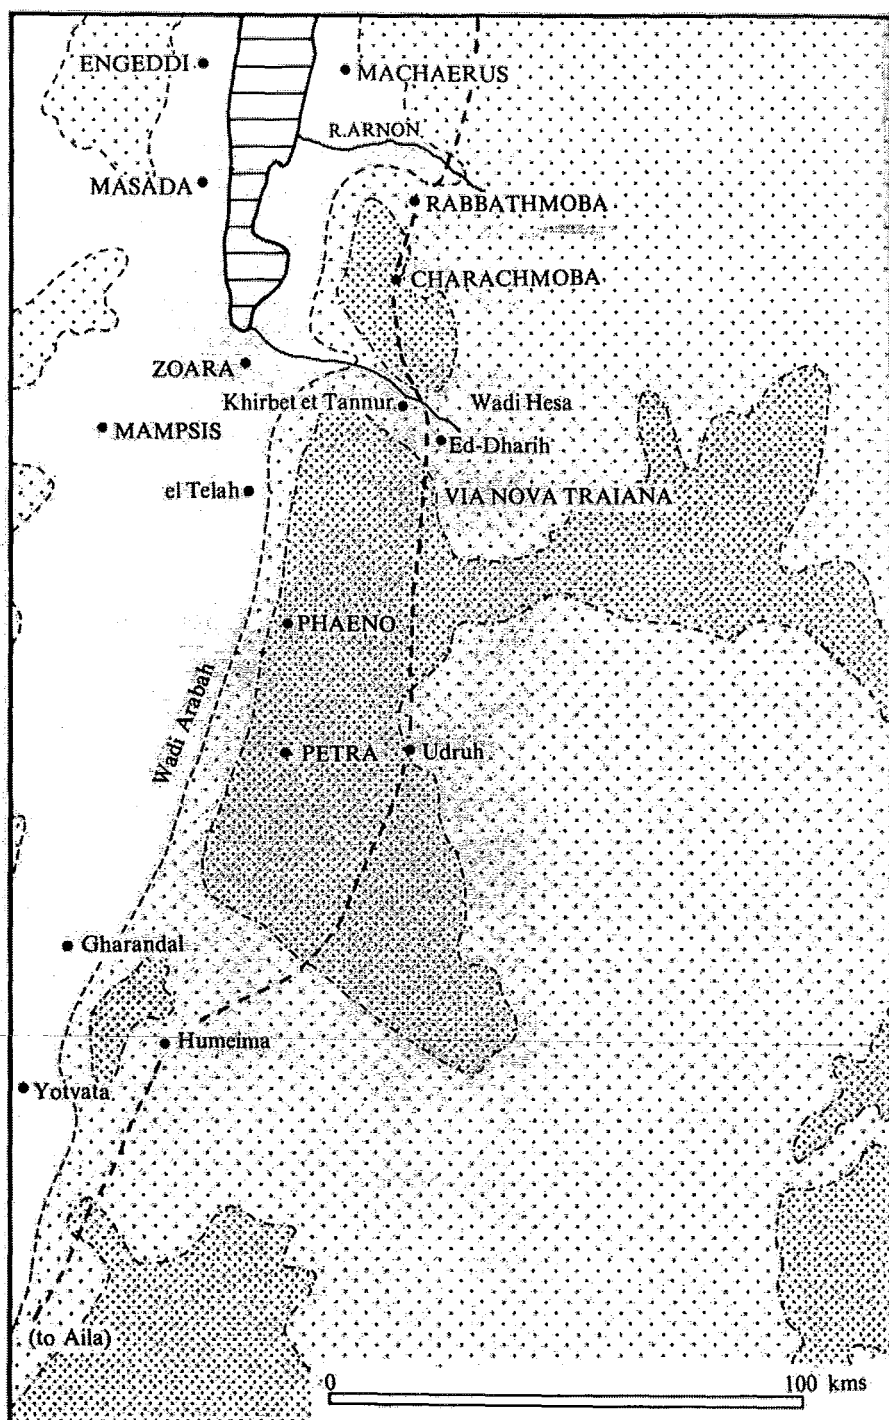 ENGEDDI
MACHAERUS
R.ARNON
MASADA
RABBATHMOBA
CHARACHMOBA
ZOARA
Khirbet et Tannur
Wadi Hesa
MAMPSIS
Ed-Dharih
el Telah
VIA NOVA TRAIANA
PHAENO
Wadi Arabah
PETRA
Udruh
Gharandal
Humeima
Yotvata
(to Aila)
0 100 kms